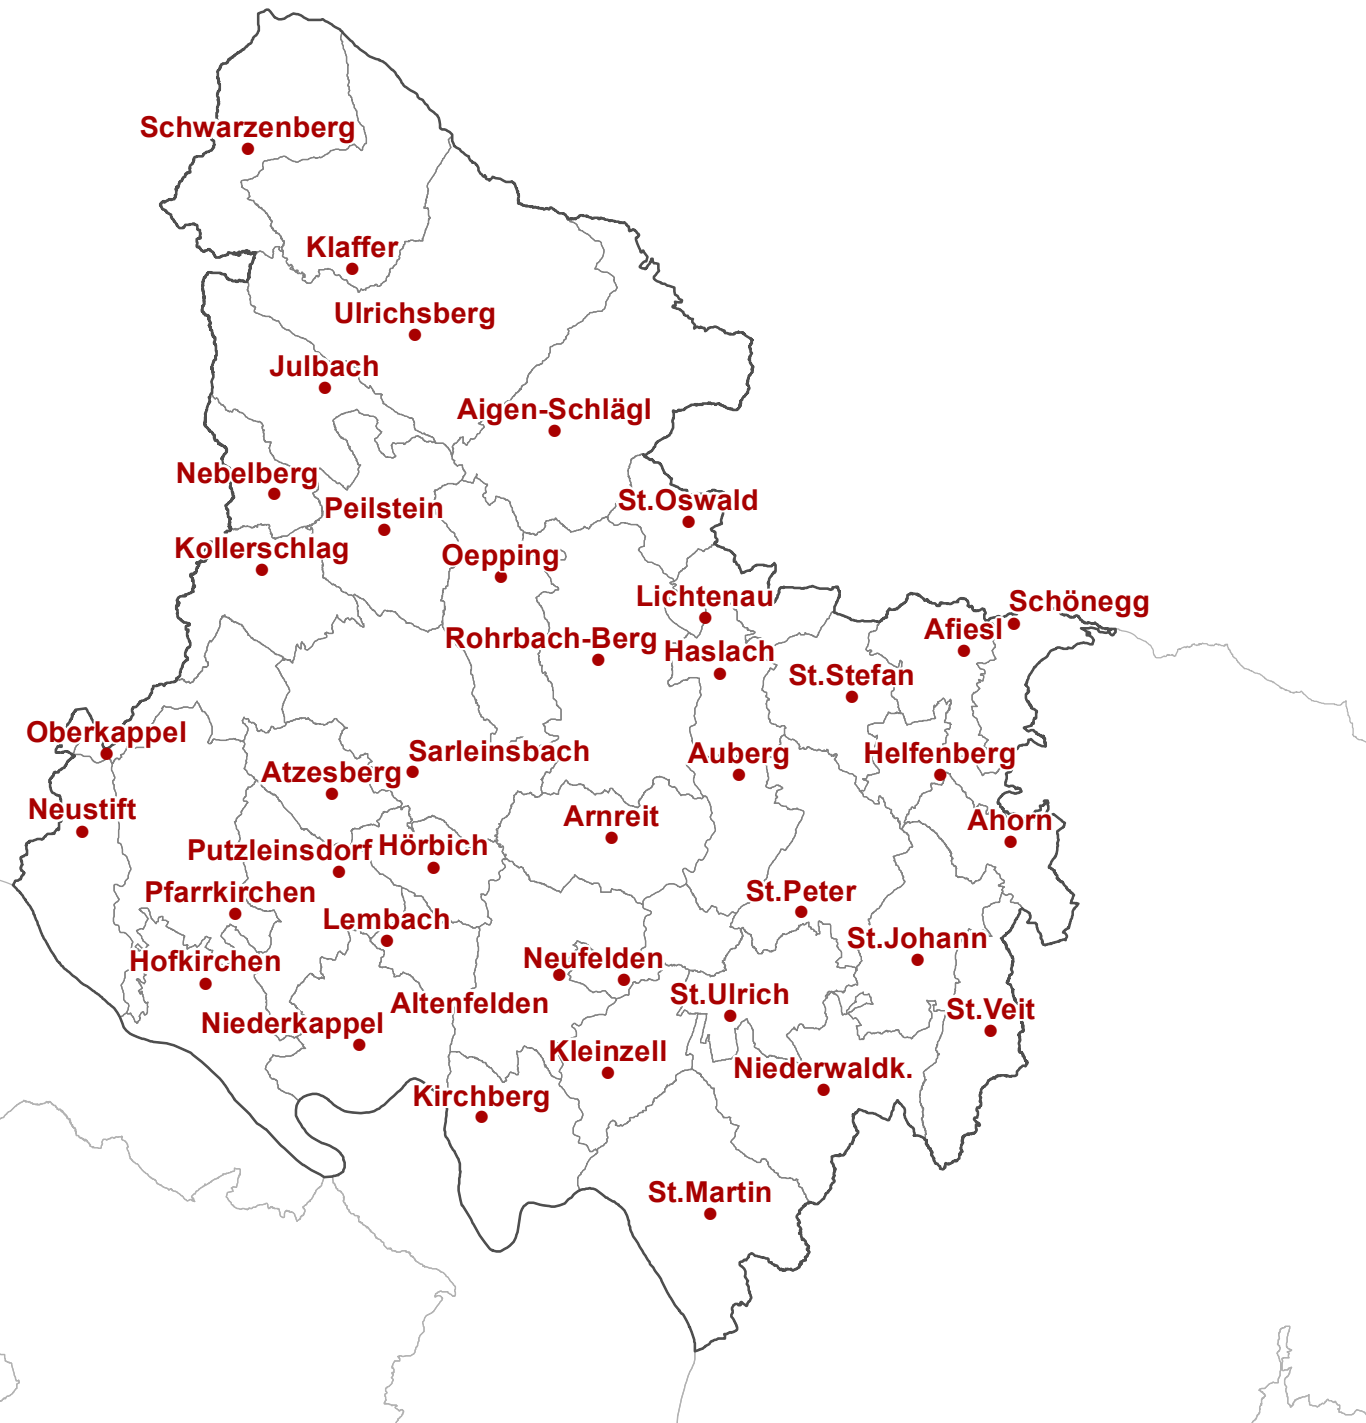 Schwarzenberg
Klaffer
Ulrichsberg
Julbach
Aigen-Schlägl
Nebelberg
St.Oswald
Peilstein
Kollerschlag
Oepping
Lichtenau
Schönegg
Afiesl
Rohrbach-Berg
Haslach
St.Stefan
Oberkappel
Sarleinsbach
Auberg
Helfenberg
Atzesberg
Neustift
Arnreit
Ahorn
Putzleinsdorf
Hörbich
Pfarrkirchen
St.Peter
Lembach
St.Johann
Hofkirchen
Neufelden
St.Ulrich
Altenfelden
St.Veit
Niederkappel
Kleinzell
Niederwaldk.
Kirchberg
St.Martin